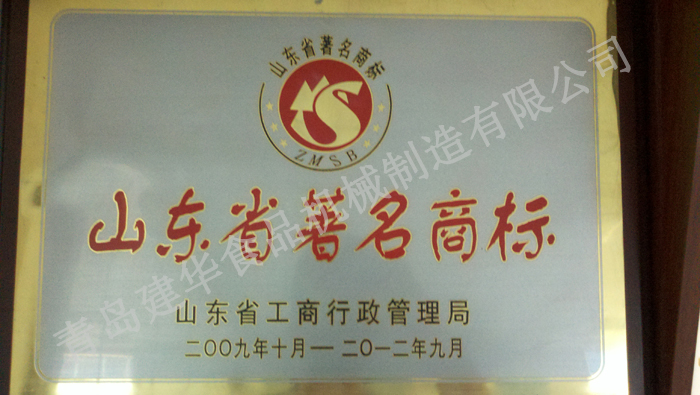 山东省著名商标
ZMSB
山东省著名商标
山东省工商行政管理局
二〇〇九年十月—二〇一二年九月
青岛建华食品机械制造有限公司